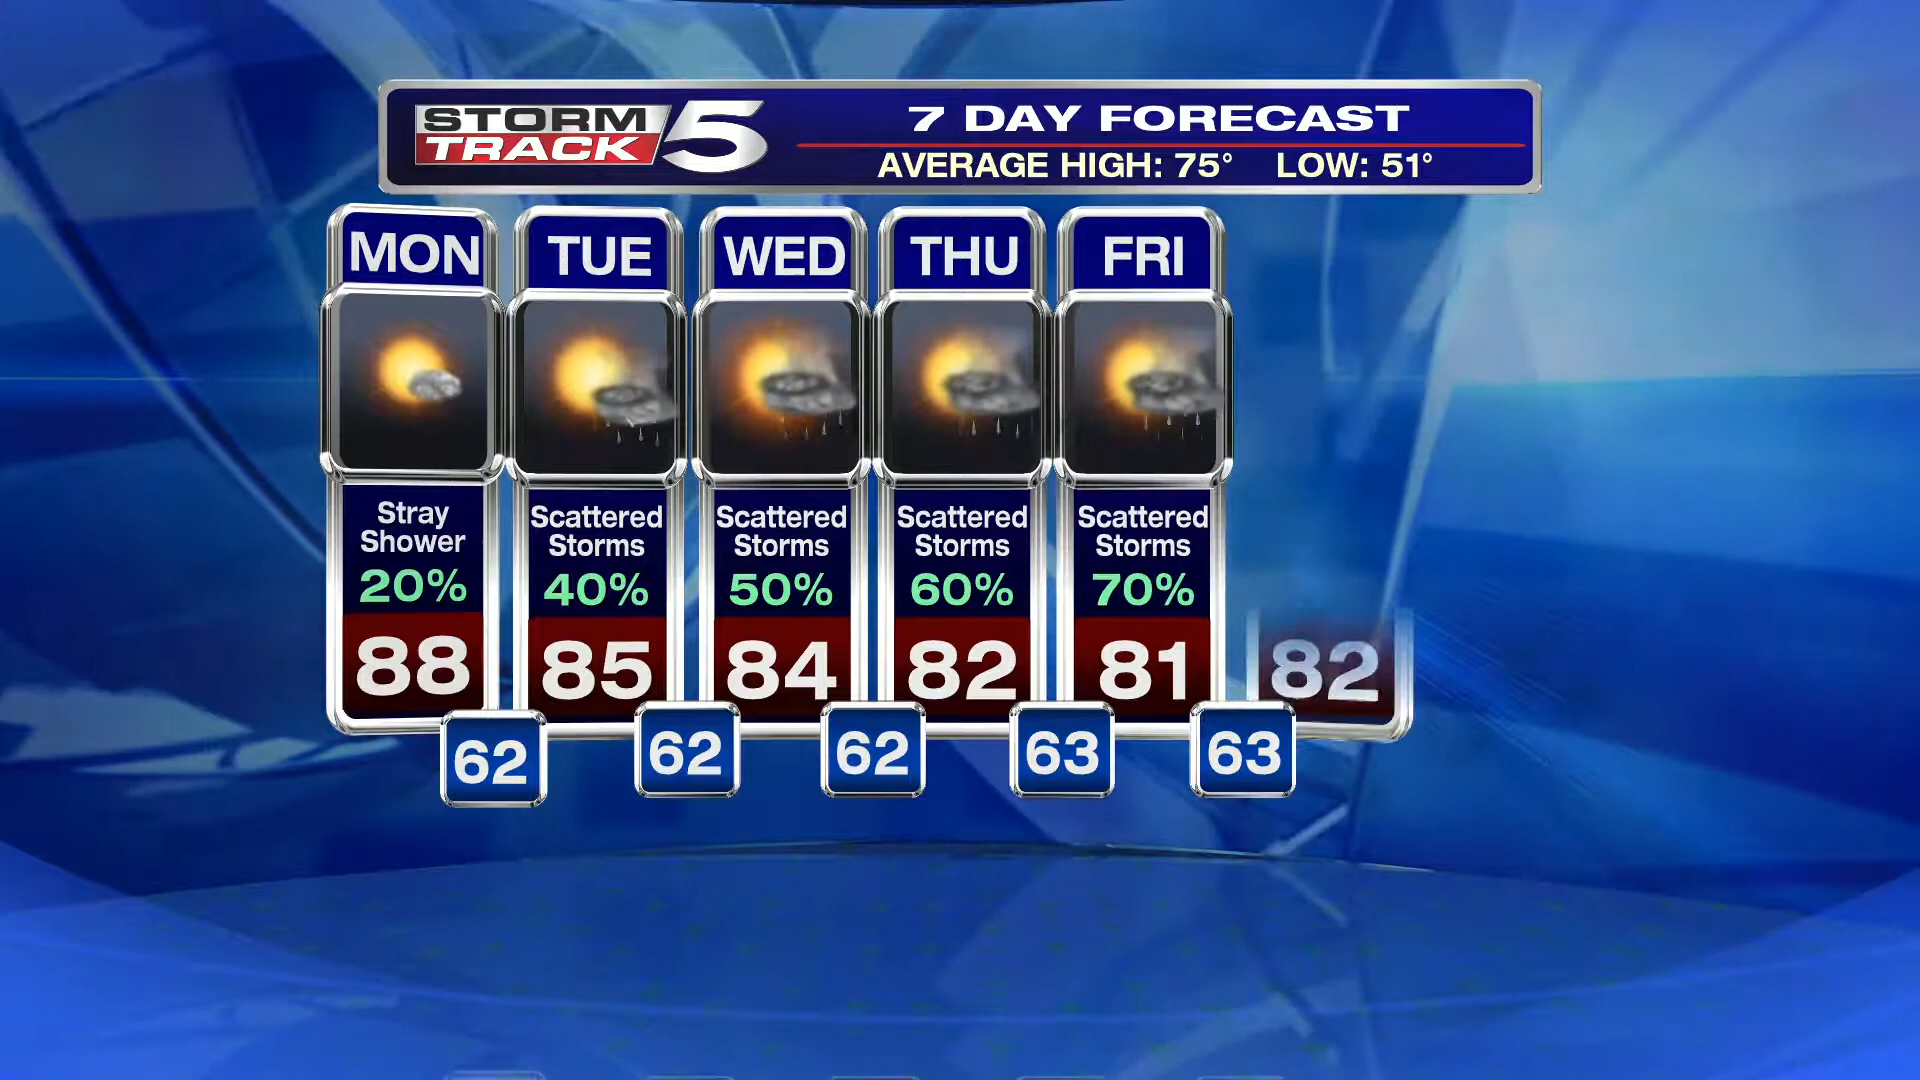 STORM
TRACK 5
7 DAY FORECAST
AVERAGE HIGH: 75° LOW: 51°
MON
Stray
Shower
20%
88
62
TUE
Scattered
Storms
40%
85
62
WED
Scattered
Storms
50%
84
62
THU
Scattered
Storms
60%
82
63
FRI
Scattered
Storms
70%
81
63
82